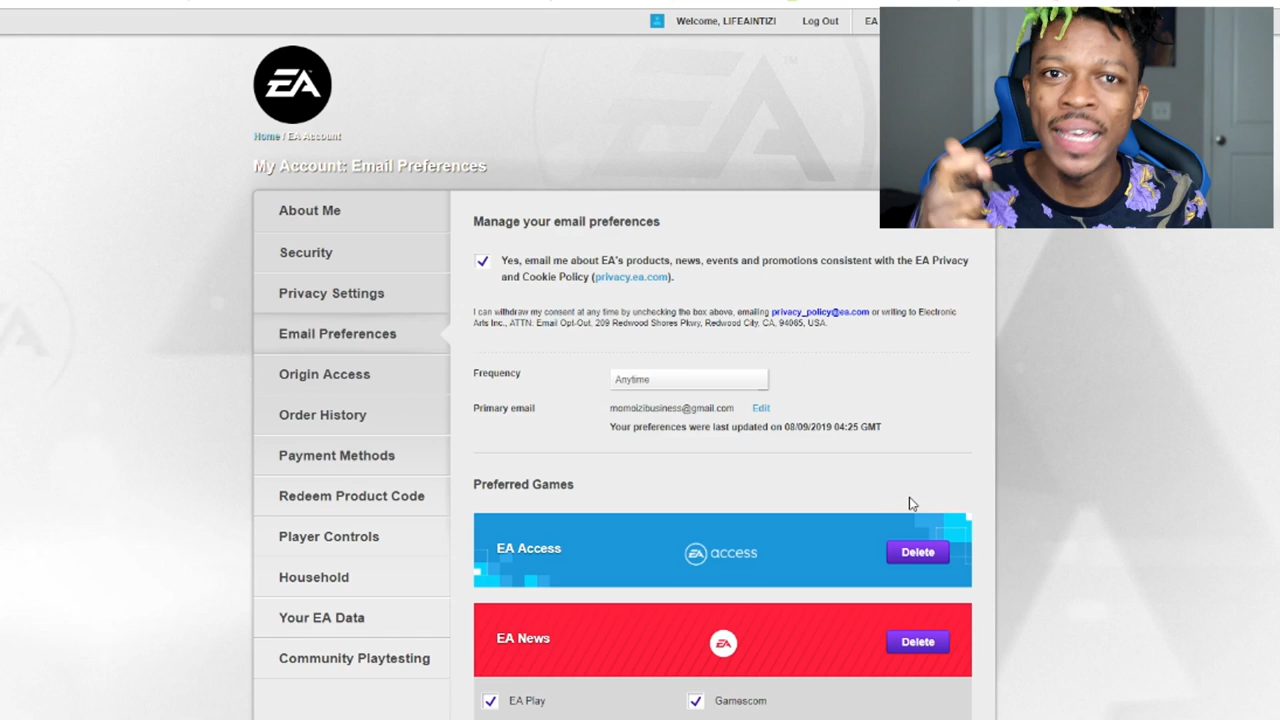 Welcome, LIFEAINTIZI
Log Out
EA
EA
Home / EA Account
My Account: Email Preferences
About Me
Security
Privacy Settings
Email Preferences
Origin Access
Order History
Payment Methods
Redeem Product Code
Player Controls
Household
Your EA Data
Community Playtesting
Manage your email preferences
Yes, email me about EA's products, news, events and promotions consistent with the EA Privacy
and Cookie Policy (privacy.ea.com).
I can withdraw my consent at any time by unchecking the box above, emailing privacy_policy@ea.com or writing to Electronic
Arts Inc., ATTN: Email Opt-Out, 209 Redwood Shores Pkwy, Redwood City, CA, 94065, USA.
Frequency
Anytime
Primary email
momoizibusiness@gmail.com Edit
Your preferences were last updated on 08/09/2019 04:25 GMT
Preferred Games
EA Access
EA access
Delete
EA News
EA
Delete
EA Play
Gamescom